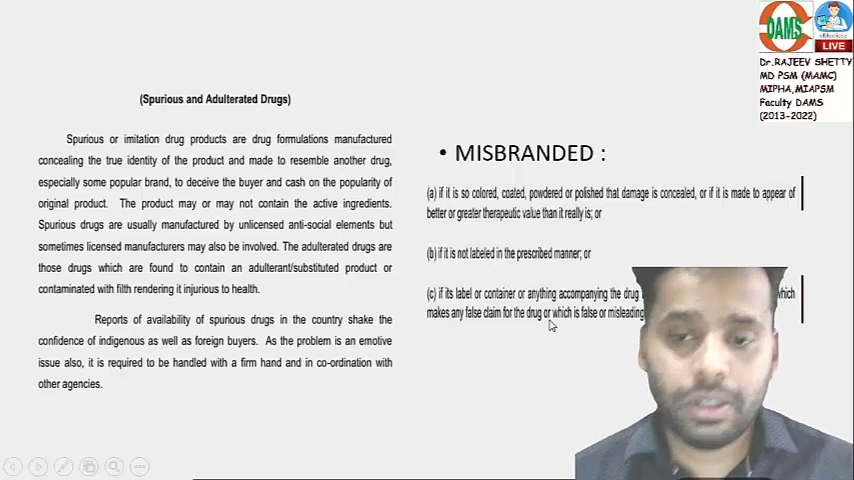 (Spurious and Adulterated Drugs)
Spurious or imitation drug products are drug formulations manufactured
concealing the true identity of the product and made to resemble another drug,
especially some popular brand, to deceive the buyer and cash on the popularity of
original product. The product may or may not contain the active ingredients.
Spurious drugs are usually manufactured by unlicensed anti-social elements but
sometimes licensed manufacturers may also be involved. The adulterated drugs are
those drugs which are found to contain an adulterant/substituted product or
contaminated with filth rendering it injurious to health.
Reports of availability of spurious drugs in the country shake the
confidence of indigenous as well as foreign buyers. As the problem is an emotive
issue also, it is required to be handled with a firm hand and in co-ordination with
other agencies.
• MISBRANDED :
(a) if it is so colored, coated, powdered or polished that damage is concealed, or if it is made to appear of
better or greater therapeutic value than it really is; or
(b) if it is not labeled in the prescribed manner; or
(c) if its label or container or anything accompanying the drug which
makes any false claim for the drug or which is false or misleading
DAMS
eMedicoz
LIVE
Dr.RAJEEV SHETTY
MD PSM (MAMC)
MIPHA,MIAPSM
Faculty DAMS
(2013-2022)